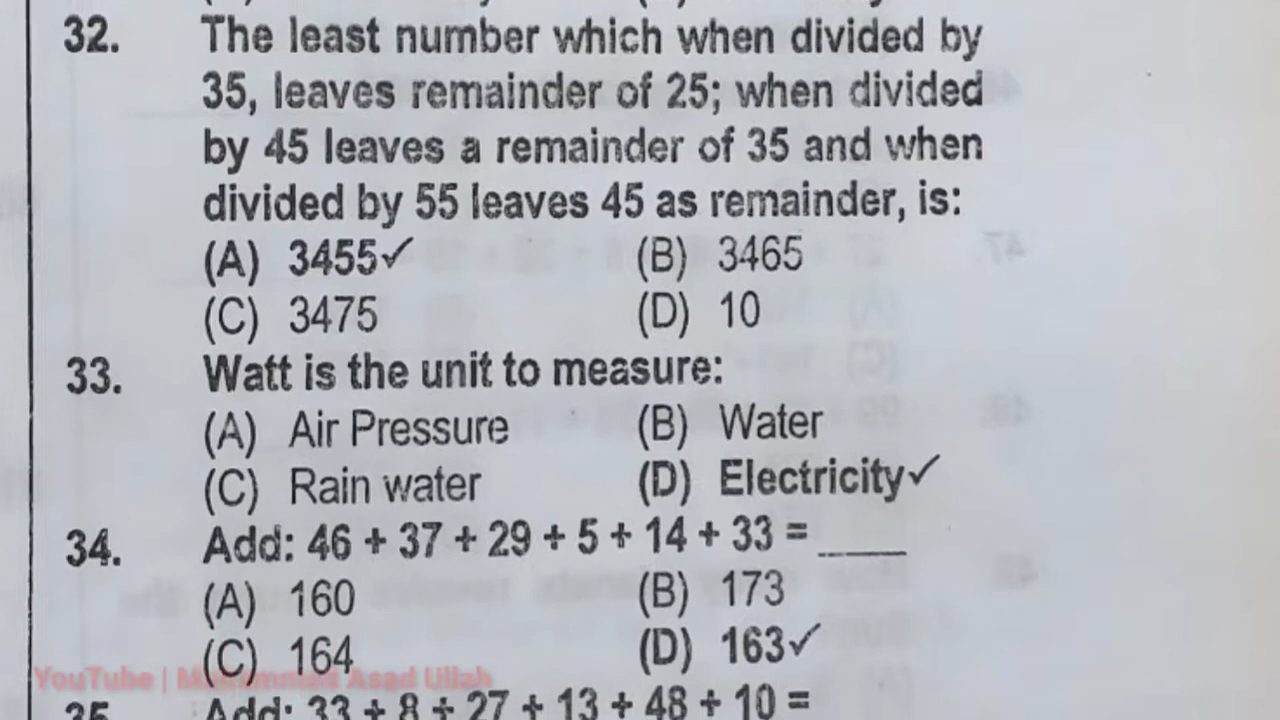 32. The least number which when divided by
35, leaves remainder of 25; when divided
by 45 leaves a remainder of 35 and when
divided by 55 leaves 45 as remainder, is:
(A) 3455✓ (B) 3465
(C) 3475 (D) 10
33. Watt is the unit to measure:
(A) Air Pressure (B) Water
(C) Rain water (D) Electricity✓
34. Add: 46 + 37 + 29 + 5 + 14 + 33 = ____
(A) 160 (B) 173
(C) 164 (D) 163✓
YouTube | Muhammad Asad Ullah
35. Add: 33 + 8 + 27 + 13 + 48 + 10 =